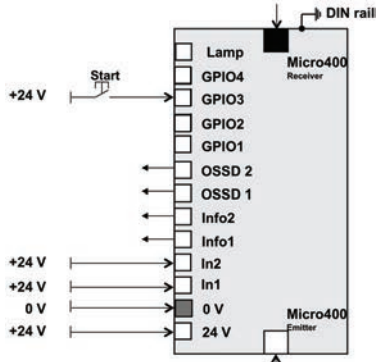 DIN rail
Lamp
Micro400
Receiver
GPIO4
Start
+24 V
GPIO3
GPIO2
GPIO1
OSSD 2
OSSD 1
Info2
Info1
+24 V
In2
+24 V
In1
0 V
0 V
Micro400
Emitter
+24 V
24 V